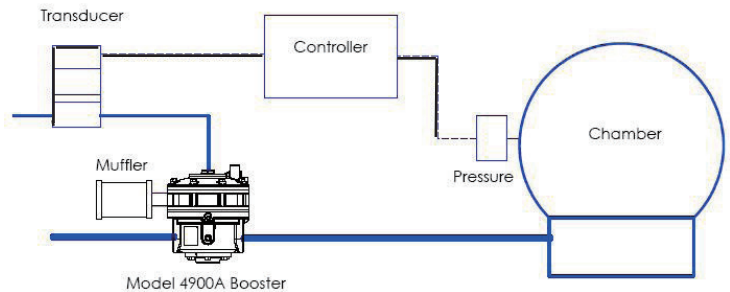 Transducer
Controller
Chamber
Muffler
Pressure
Model 4900A Booster